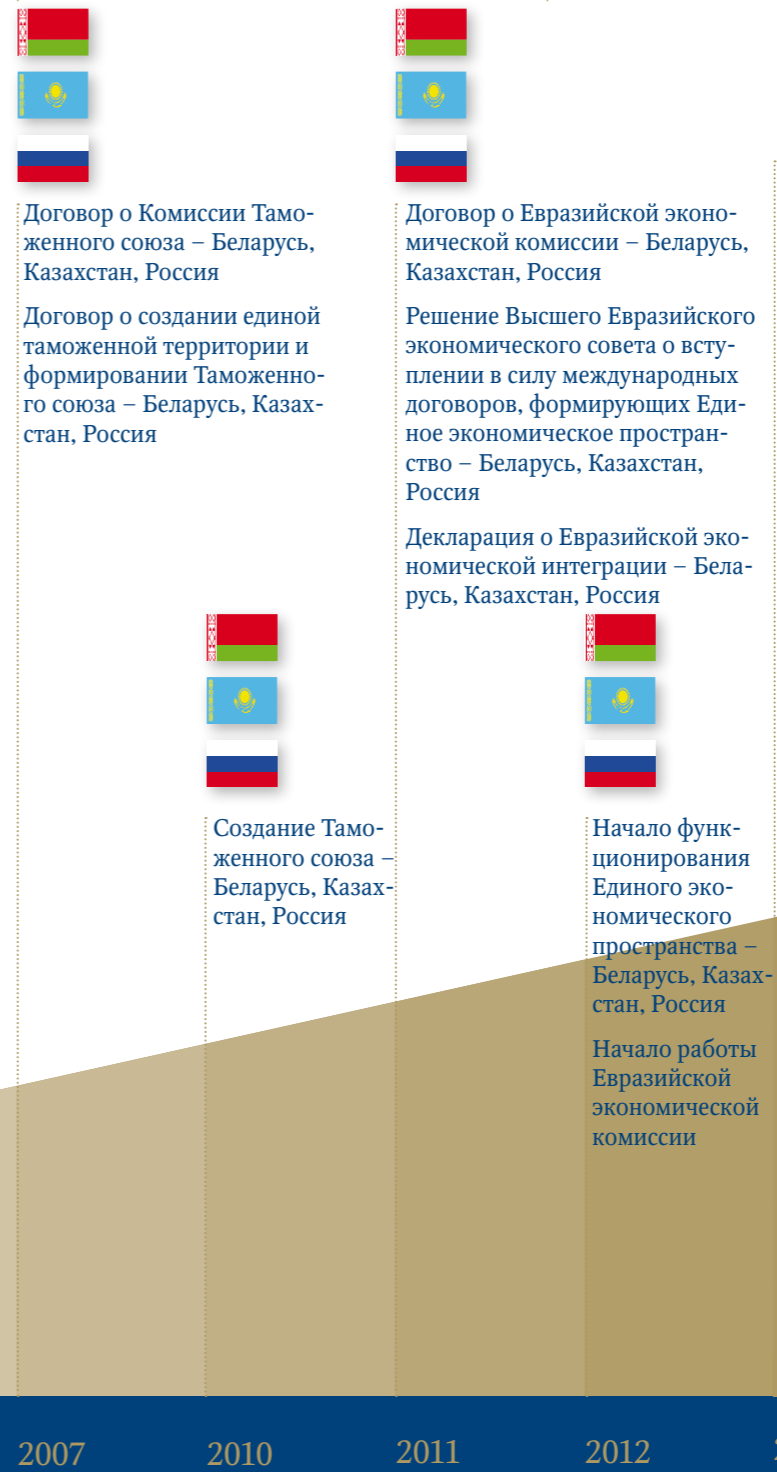 Договор о Комиссии Тамо-
женного союза – Беларусь,
Казахстан, Россия
Договор о создании единой
таможенной территории и
формировании Таможенно-
го союза – Беларусь, Казах-
стан, Россия
Создание Тамо-
женного союза –
Беларусь, Казах-
стан, Россия
Договор о Евразийской эконо-
мической комиссии – Беларусь,
Казахстан, Россия
Решение Высшего Евразийского
экономического совета о всту-
плении в силу международных
договоров, формирующих Еди-
ное экономическое простран-
ство – Беларусь, Казахстан,
Россия
Декларация о Евразийской эко-
номической интеграции – Бела-
русь, Казахстан, Россия
Начало функ-
ционирования
Единого эко-
номического
пространства –
Беларусь, Казах-
стан, Россия
Начало работы
Евразийской
экономической
комиссии
2007
2010
2011
2012